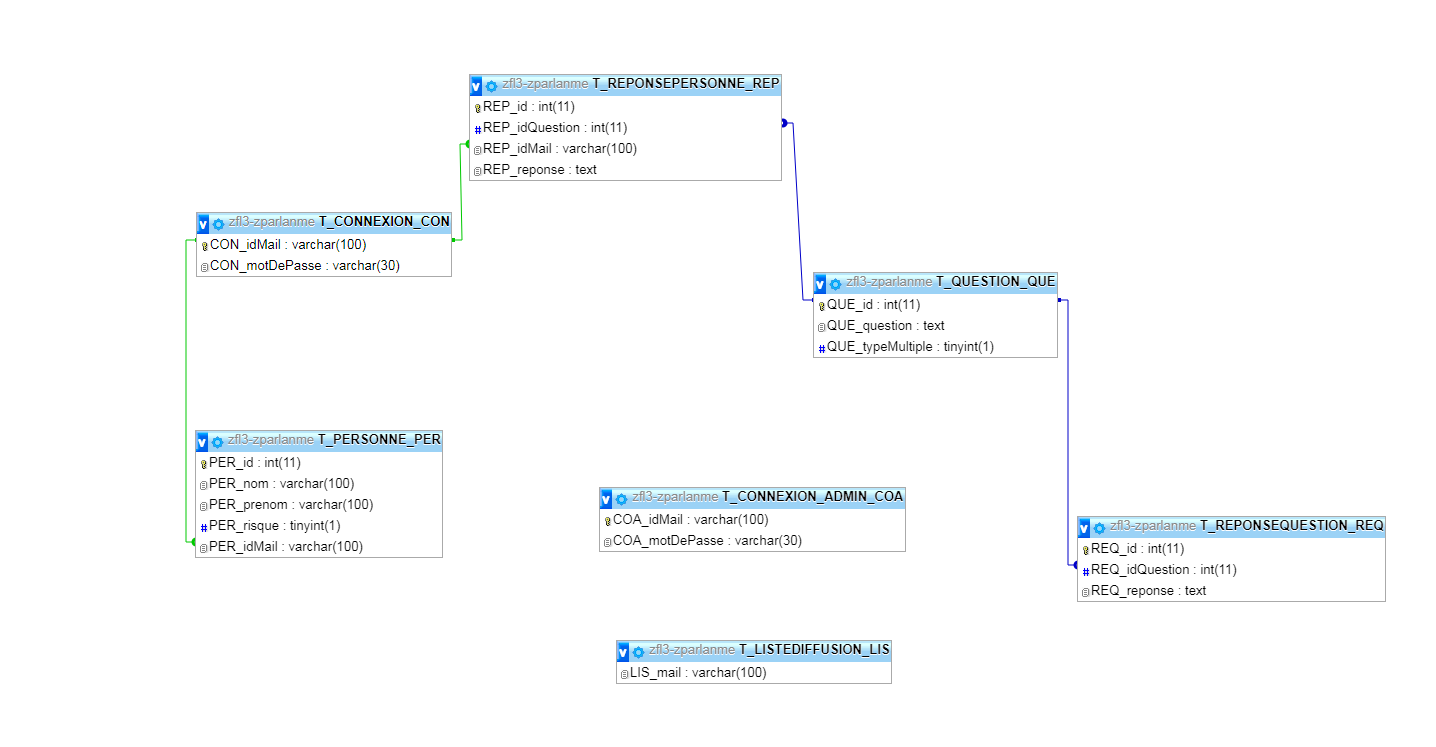 zfl3-zparlanme T_REPONSEPERSONNE_REP
REP_id : int(11)
REP_idQuestion : int(11)
REP_idMail : varchar(100)
REP_reponse : text
zfl3-zparlanme T_CONNEXION_CON
CON_idMail : varchar(100)
CON_motDePasse : varchar(30)
zfl3-zparlanme T_QUESTION_QUE
QUE_id : int(11)
QUE_question : text
QUE_typeMultiple : tinyint(1)
zfl3-zparlanme T_PERSONNE_PER
PER_id : int(11)
PER_nom : varchar(100)
PER_prenom : varchar(100)
PER_risque : tinyint(1)
PER_idMail : varchar(100)
zfl3-zparlanme T_CONNEXION_ADMIN_COA
COA_idMail : varchar(100)
COA_motDePasse : varchar(30)
zfl3-zparlanme T_REPONSEQUESTION_REQ
REQ_id : int(11)
REQ_idQuestion : int(11)
REQ_reponse : text
zfl3-zparlanme T_LISTEDIFFUSION_LIS
LIS_mail : varchar(100)